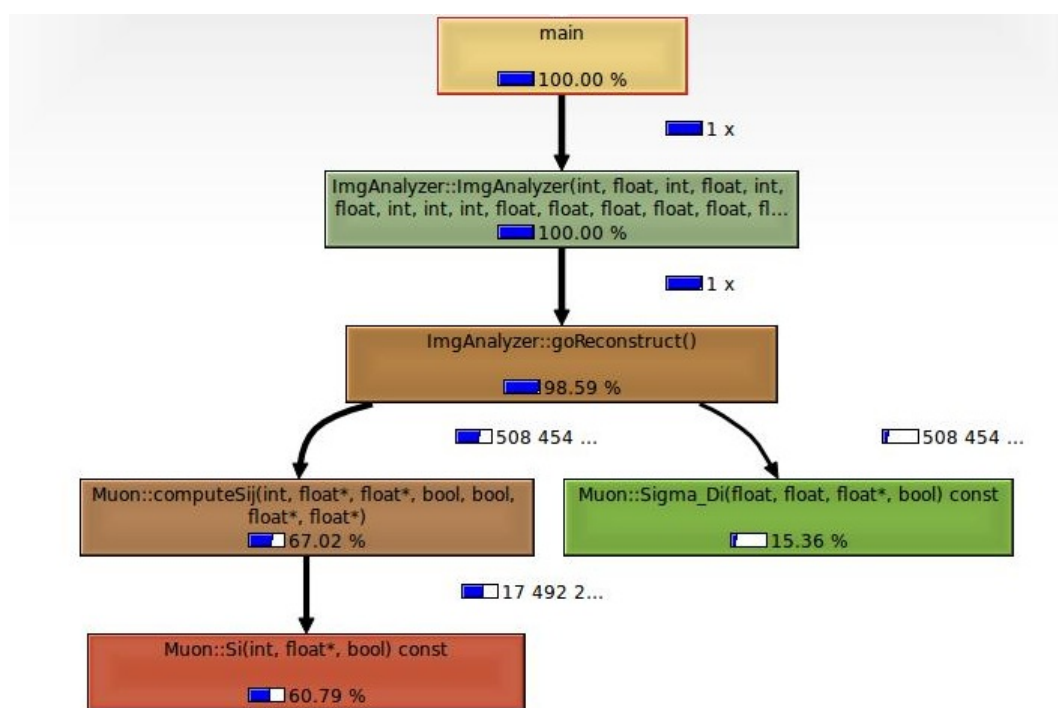 main
100.00 %
1 x
ImgAnalyzer::ImgAnalyzer(int, float, int, float, int,
float, int, int, int, float, float, float, float, float, fl...
100.00 %
1 x
ImgAnalyzer::goReconstruct()
98.59 %
508 454 ...
508 454 ...
Muon::computeSij(int, float*, float*, bool, bool,
float*, float*)
67.02 %
Muon::Sigma_Di(float, float, float*, bool) const
15.36 %
17 492 2...
Muon::Si(int, float*, bool) const
60.79 %